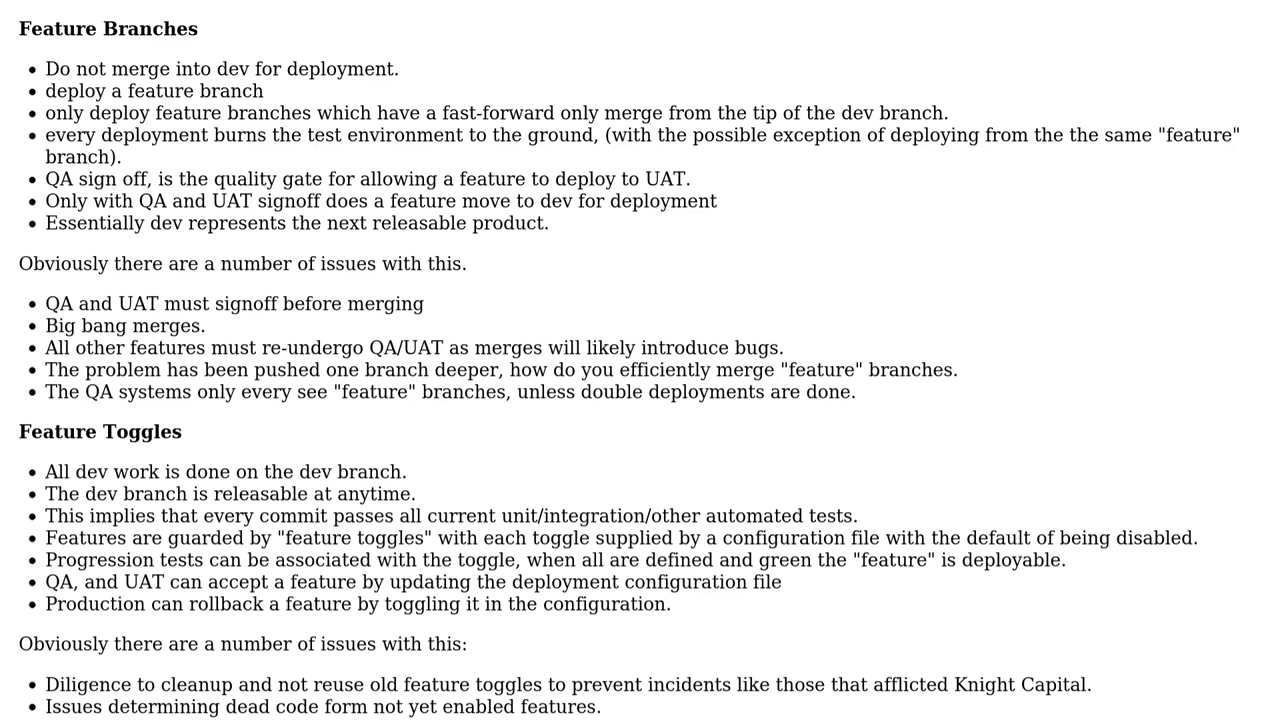 Feature Branches
• Do not merge into dev for deployment.
• deploy a feature branch
• only deploy feature branches which have a fast-forward only merge from the tip of the dev branch.
• every deployment burns the test environment to the ground, (with the possible exception of deploying from the the same "feature"
branch).
• QA sign off, is the quality gate for allowing a feature to deploy to UAT.
• Only with QA and UAT signoff does a feature move to dev for deployment
• Essentially dev represents the next releasable product.
Obviously there are a number of issues with this.
• QA and UAT must signoff before merging
• Big bang merges.
• All other features must re-undergo QA/UAT as merges will likely introduce bugs.
• The problem has been pushed one branch deeper, how do you efficiently merge "feature" branches.
• The QA systems only every see "feature" branches, unless double deployments are done.
Feature Toggles
• All dev work is done on the dev branch.
• The dev branch is releasable at anytime.
• This implies that every commit passes all current unit/integration/other automated tests.
• Features are guarded by "feature toggles" with each toggle supplied by a configuration file with the default of being disabled.
• Progression tests can be associated with the toggle, when all are defined and green the "feature" is deployable.
• QA, and UAT can accept a feature by updating the deployment configuration file
• Production can rollback a feature by toggling it in the configuration.
Obviously there are a number of issues with this:
• Diligence to cleanup and not reuse old feature toggles to prevent incidents like those that afflicted Knight Capital.
• Issues determining dead code form not yet enabled features.